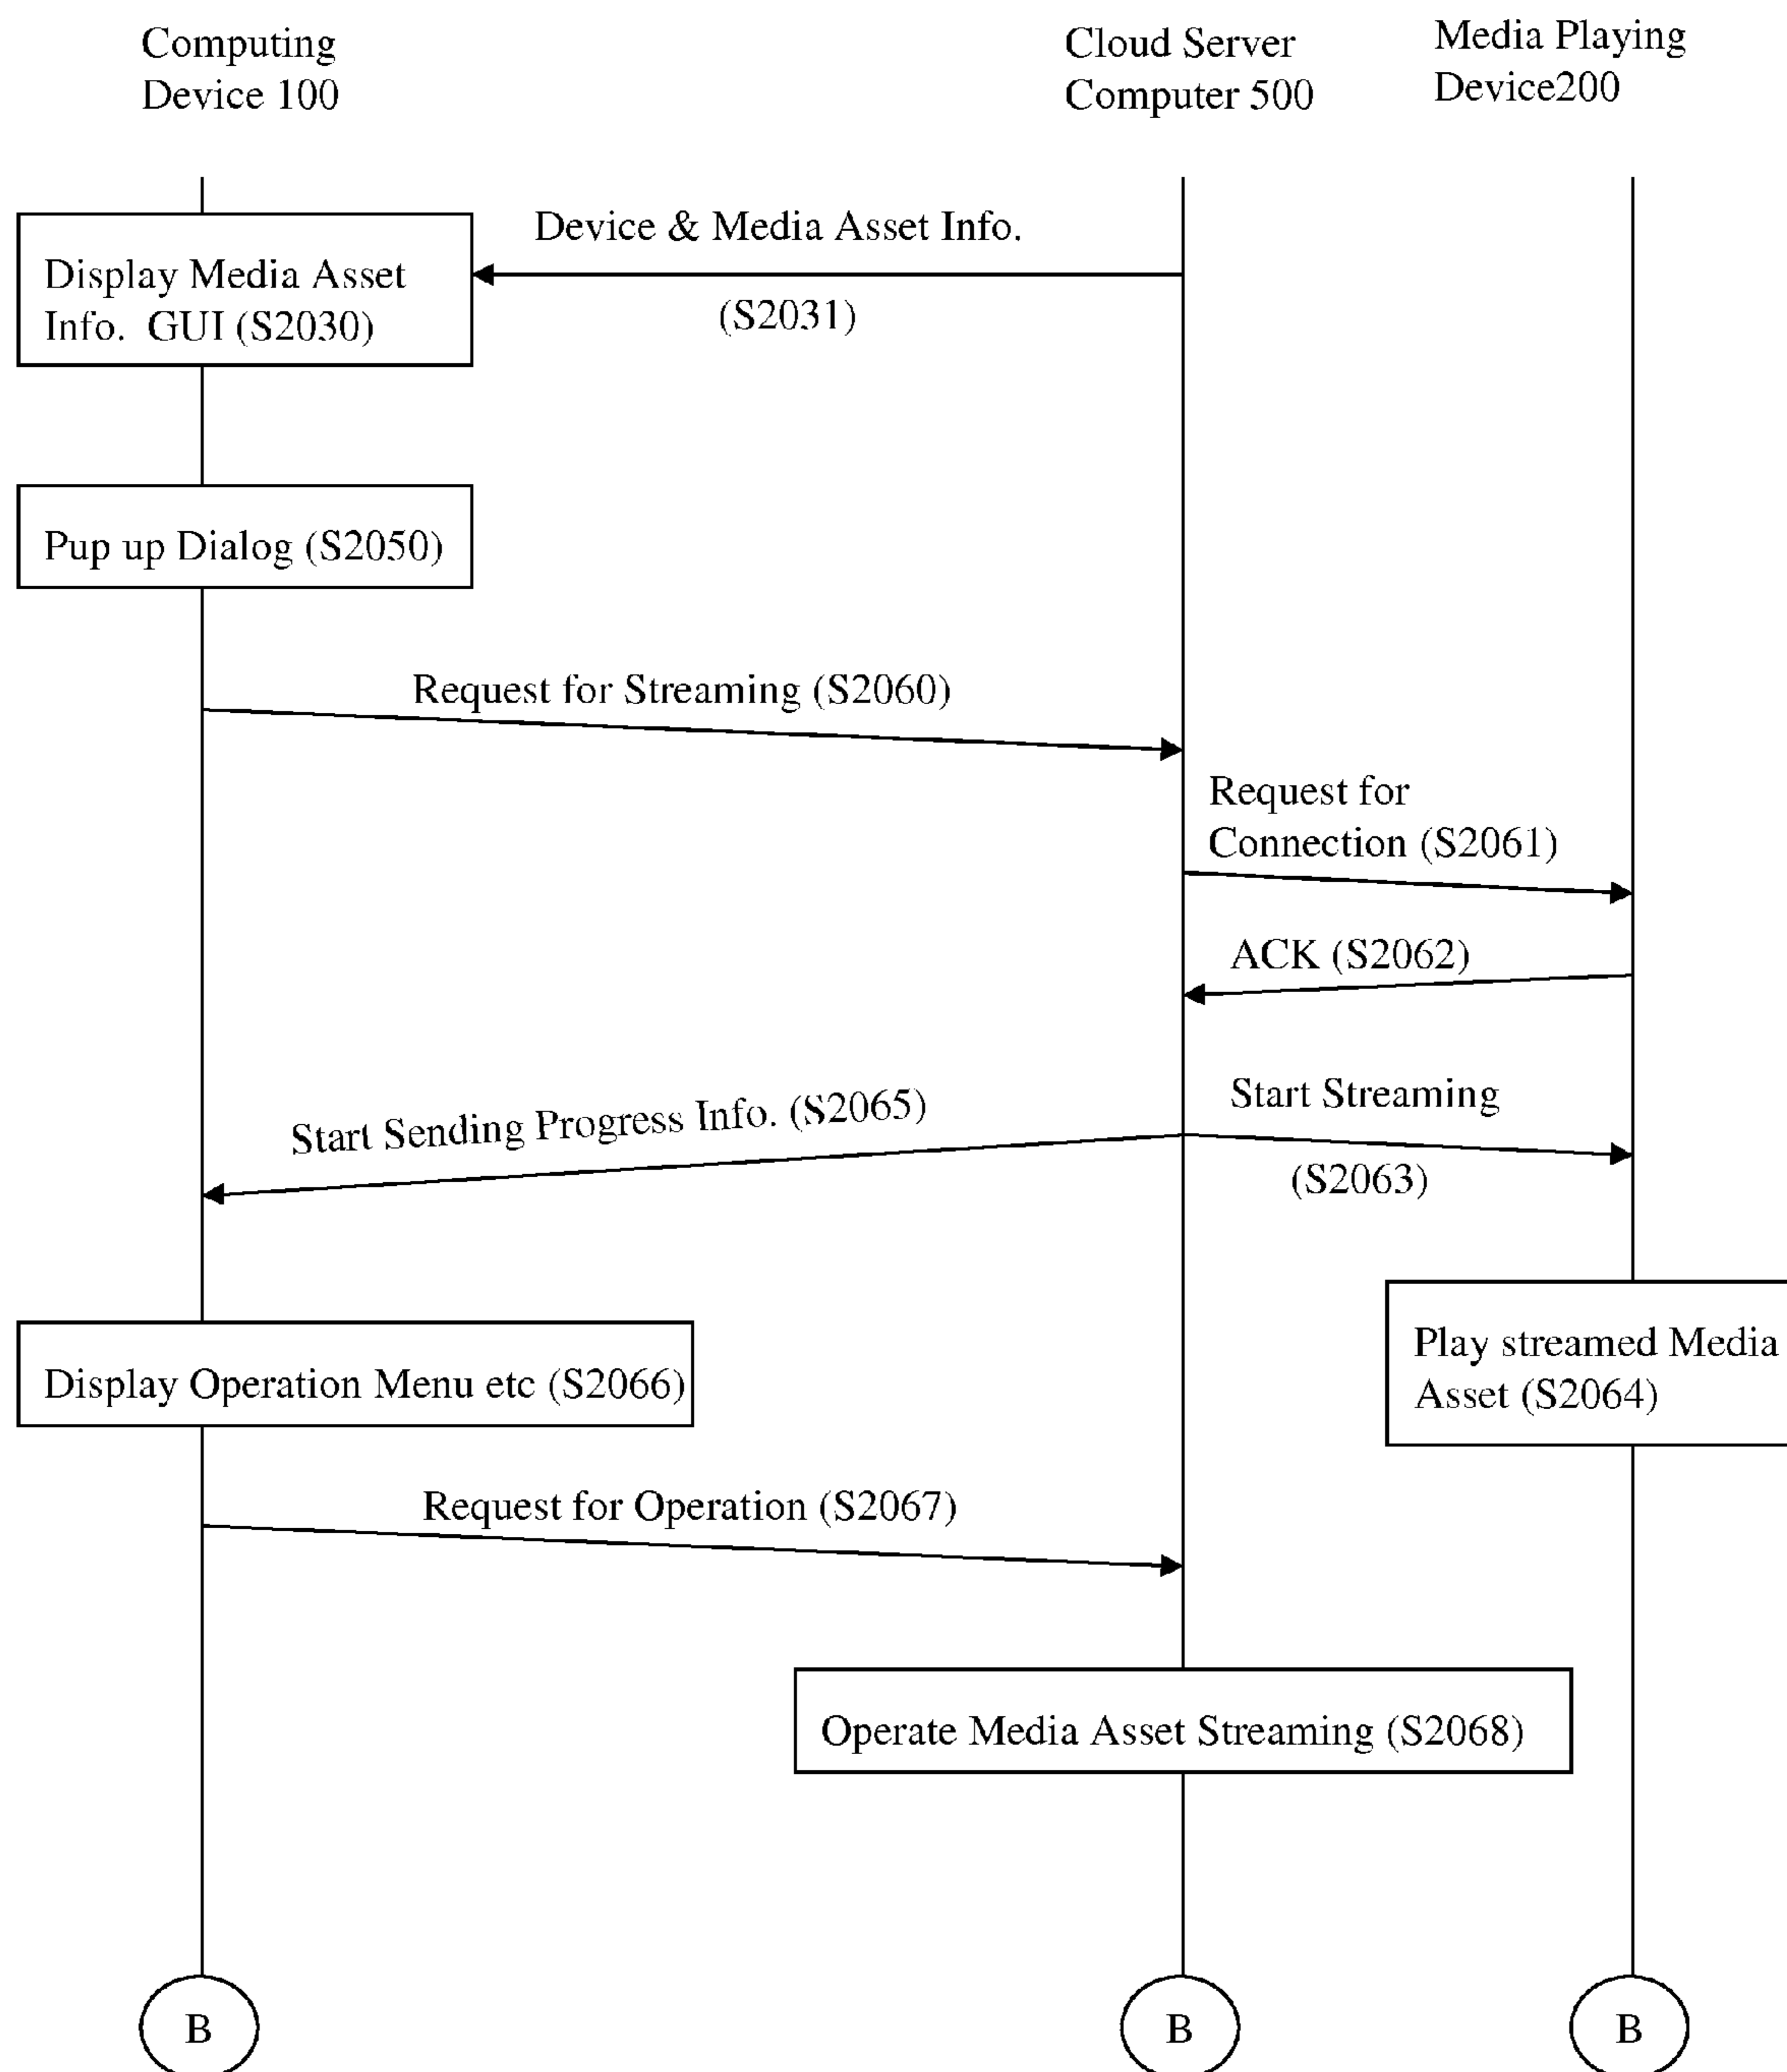 Computing
Device 100
Cloud Server
Computer 500
Media Playing
Device200
Device & Media Asset Info.
(S2031)
Display Media Asset
Info. GUI (S2030)
Pup up Dialog (S2050)
Request for Streaming (S2060)
Request for
Connection (S2061)
ACK (S2062)
Start Sending Progress Info. (S2065)
Start Streaming
(S2063)
Play streamed Media
Asset (S2064)
Display Operation Menu etc (S2066)
Request for Operation (S2067)
Operate Media Asset Streaming (S2068)
B
B
B